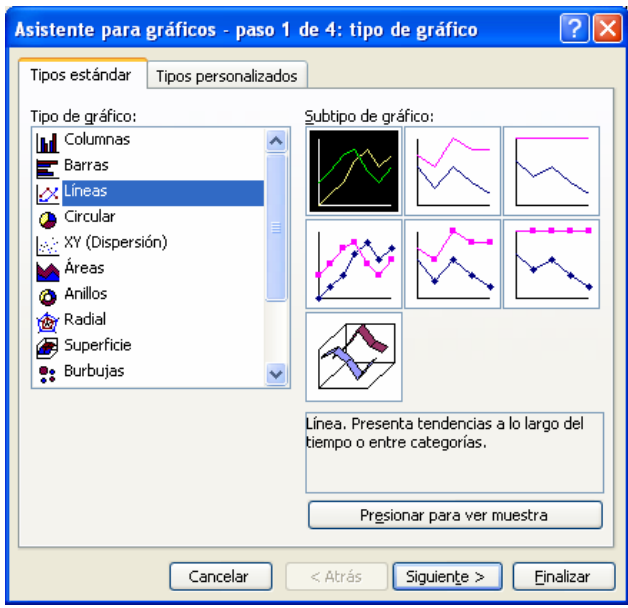 Asistente para gráficos - paso 1 de 4: tipo de gráfico
Tipos estándar
Tipos personalizados
Tipo de gráfico:
Columnas
Barras
Líneas
Circular
XY (Dispersión)
Áreas
Anillos
Radial
Superficie
Burbujas
Subtipo de gráfico:
Línea. Presenta tendencias a lo largo del
tiempo o entre categorías.
Presionar para ver muestra
Cancelar
< Atrás
Siguiente >
Finalizar